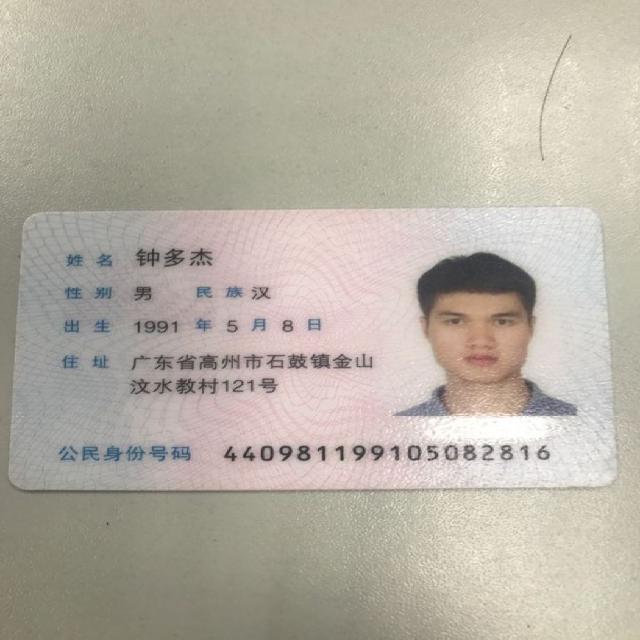 姓名 钟多杰
性别 男 民族 汉
出生 1991 年 5 月 8 日
住址 广东省高州市石鼓镇金山
汶水教村121号
公民身份号码 440981199105082816